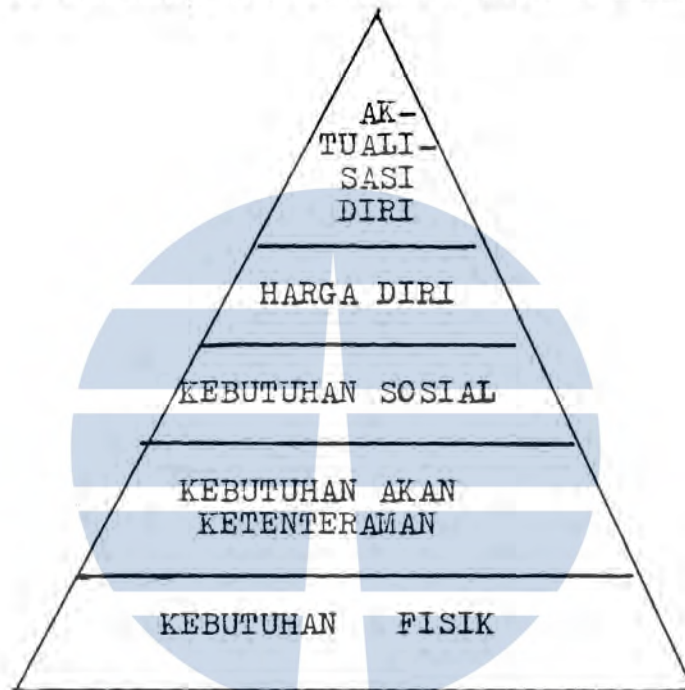 AK-
TUALI-
SASI
DIRI
HARGA DIRI
KEBUTUHAN SOSIAL
KEBUTUHAN AKAN
KETENTERAMAN
KEBUTUHAN FISIK